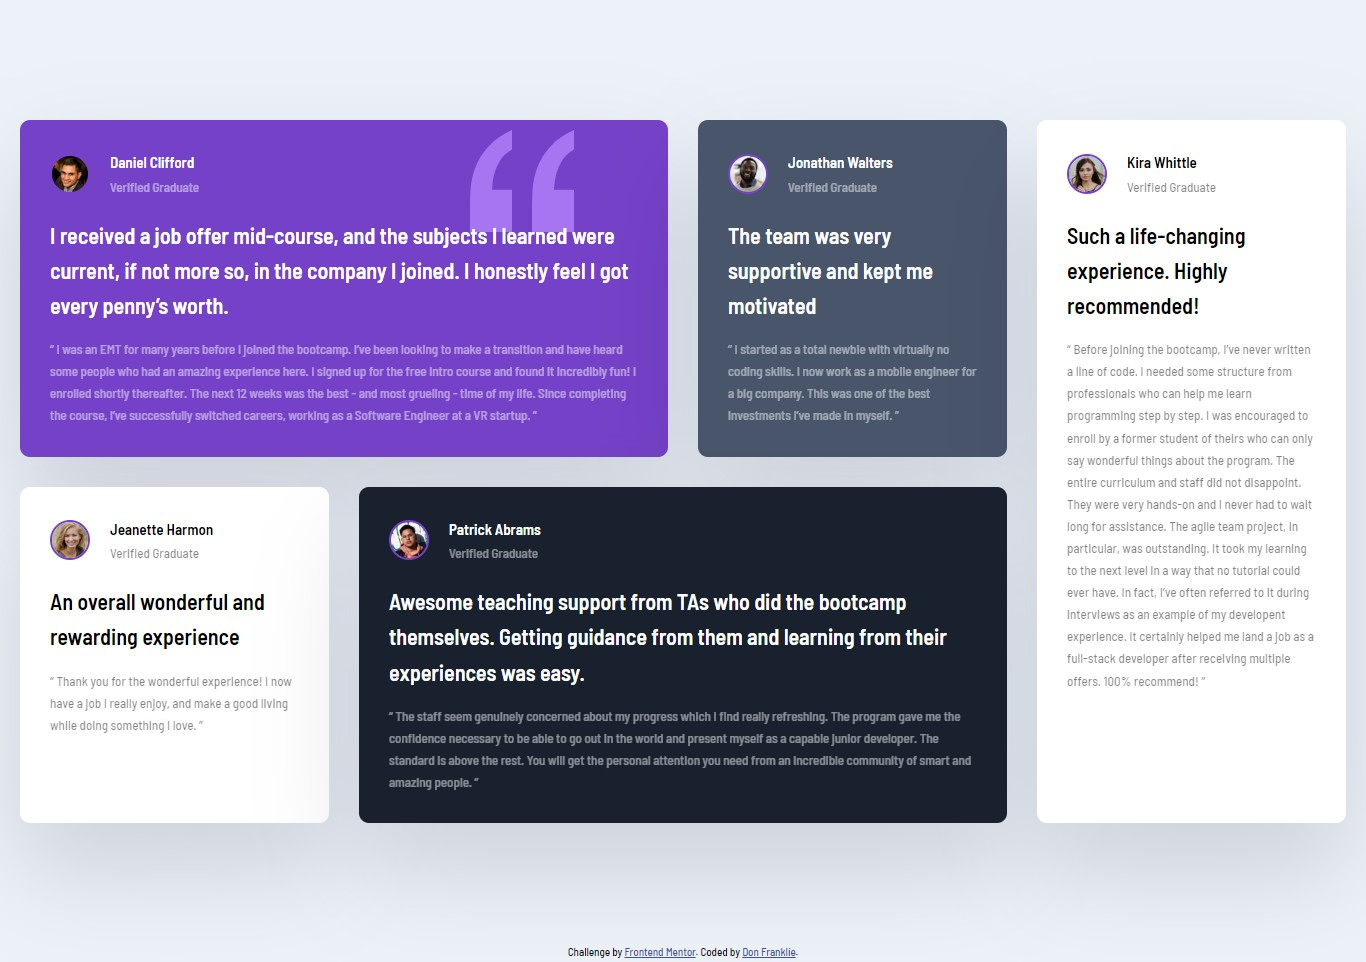 Daniel Clifford
Verified Graduate
I received a job offer mid-course, and the subjects I learned were
current, if not more so, in the company I joined. I honestly feel I got
every penny’s worth.
“ I was an EMT for many years before I joined the bootcamp. I’ve been looking to make a transition and have heard
some people who had an amazing experience here. I signed up for the free intro course and found it incredibly fun! I
enrolled shortly thereafter. The next 12 weeks was the best - and most grueling - time of my life. Since completing
the course, I’ve successfully switched careers, working as a Software Engineer at a VR startup. ”
Jonathan Walters
Verified Graduate
The team was very
supportive and kept me
motivated
“ I started as a total newbie with virtually no
coding skills. I now work as a mobile engineer for
a big company. This was one of the best
investments I’ve made in myself. ”
Kira Whittle
Verified Graduate
Such a life-changing
experience. Highly
recommended!
“ Before joining the bootcamp, I’ve never written
a line of code. I needed some structure from
professionals who can help me learn
programming step by step. I was encouraged to
enroll by a former student of theirs who can only
say wonderful things about the program. The
entire curriculum and staff did not disappoint.
They were very hands-on and I never had to wait
long for assistance. The agile team project, in
particular, was outstanding. It took my learning
to the next level in a way that no tutorial could
ever have. In fact, I’ve often referred to it during
interviews as an example of my developent
experience. It certainly helped me land a job as a
full-stack developer after receiving multiple
offers. 100% recommend! ”
Jeanette Harmon
Verified Graduate
An overall wonderful and
rewarding experience
“ Thank you for the wonderful experience! I now
have a job I really enjoy, and make a good living
while doing something I love. ”
Patrick Abrams
Verified Graduate
Awesome teaching support from TAs who did the bootcamp
themselves. Getting guidance from them and learning from their
experiences was easy.
“ The staff seem genuinely concerned about my progress which I find really refreshing. The program gave me the
confidence necessary to be able to go out in the world and present myself as a capable junior developer. The
standard is above the rest. You will get the personal attention you need from an incredible community of smart and
amazing people. ”
Challenge by Frontend Mentor. Coded by Don Franklie.